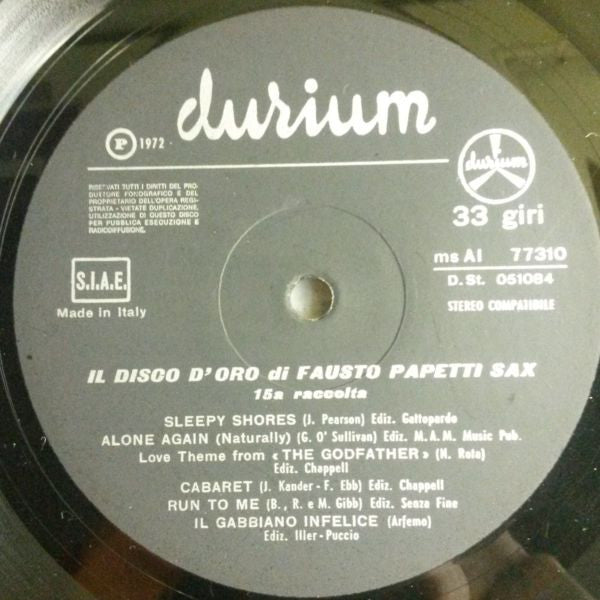 durium
P 1972
durium
33 giri
RISERVATI TUTTI I DIRITTI DEL PRO-
DUTTORE FONOGRAFICO E DEL
PROPRIETARIO DELL'OPERA REGI-
STRATA - VIETATE DUPLICAZIONE,
UTILIZZAZIONE DI QUESTO DISCO
PER PUBBLICA ESECUZIONE E
RADIODIFFUSIONE.
ms AI 77310
D. St. 051084
STEREO COMPATIBILE
S.I.A.E.
Made in Italy
IL DISCO D'ORO di FAUSTO PAPETTI SAX
15a raccolta
SLEEPY SHORES (J. Pearson) Ediz. Gattopardo
ALONE AGAIN (Naturally) (G. O' Sullivan) Ediz. M.A.M. Music Pub.
Love Theme from « THE GODFATHER » (N. Rota)
Ediz. Chappell
CABARET (J. Kander - F. Ebb) Ediz. Chappell
RUN TO ME (B., R. e M. Gibb) Ediz. Senza Fine
IL GABBIANO INFELICE (Arfemo)
Ediz. Iller-Puccio